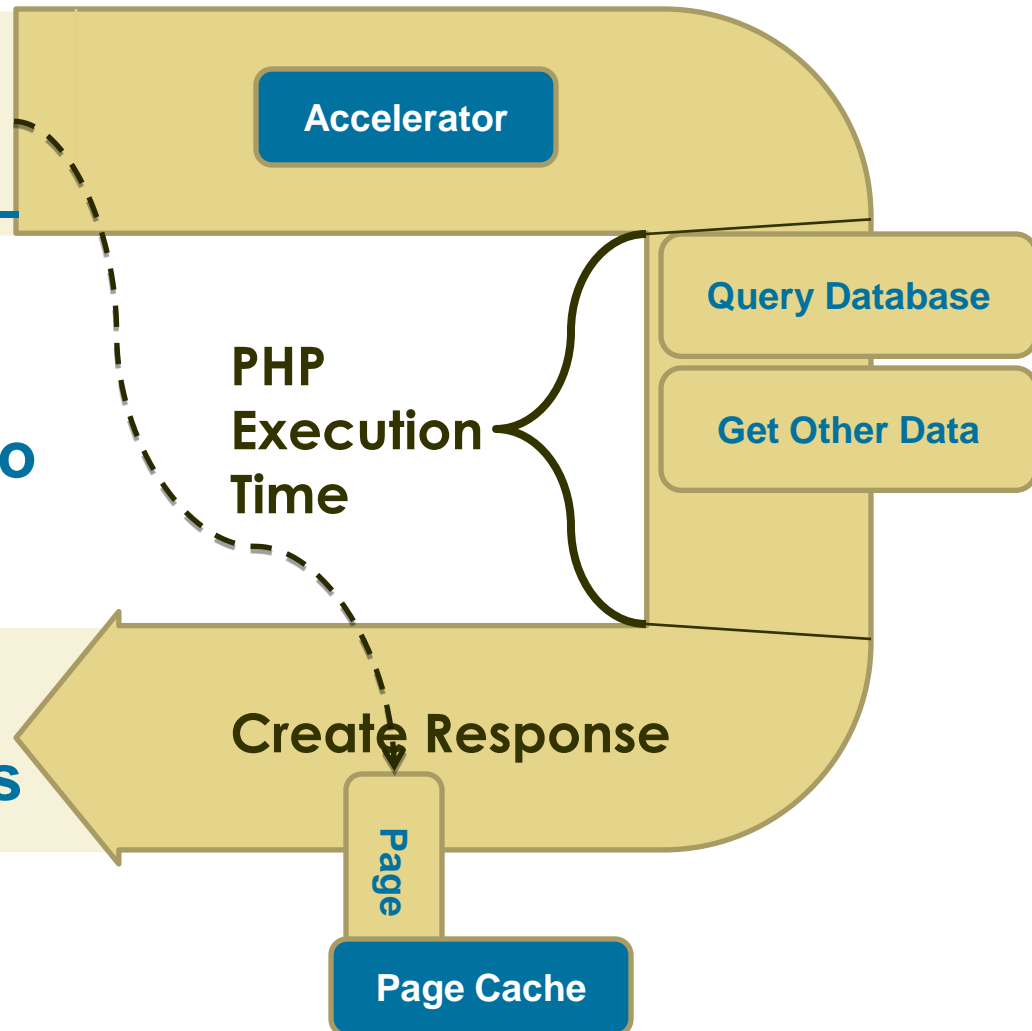 Accelerator
Query Database
PHP
Execution
Time
Get Other Data
o
Create Response
s
Page
Page Cache